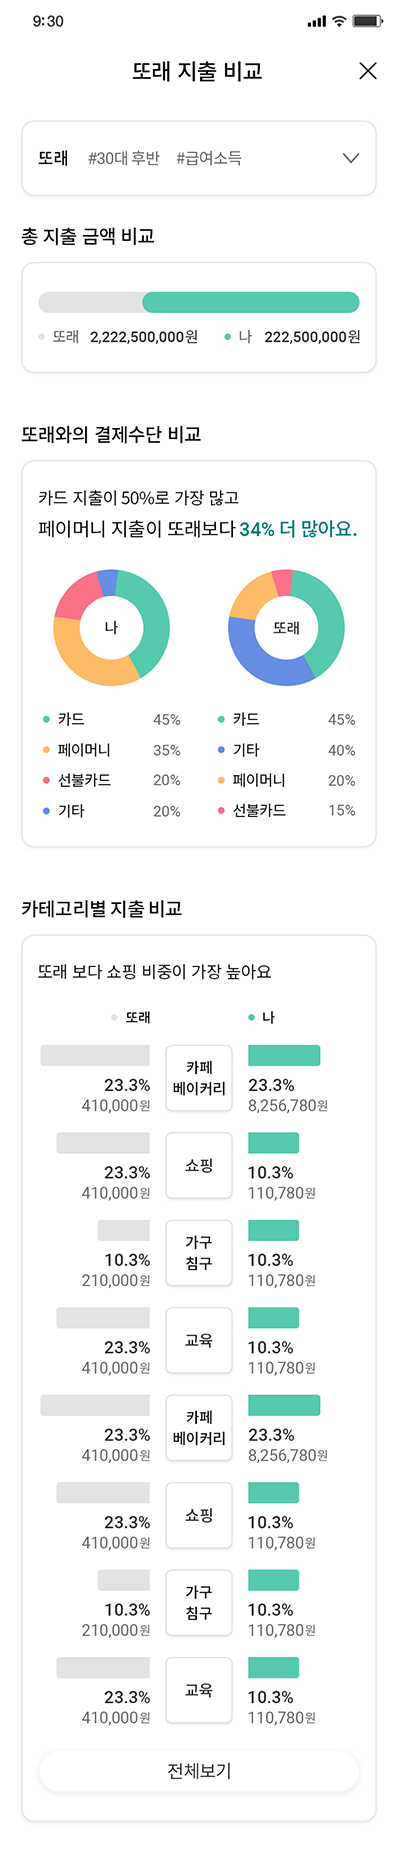 9:30
또래 지출 비교
또래 #30대 후반 #급여소득
총 지출 금액 비교
또래 2,222,500,000원 나 222,500,000원
또래와의 결제수단 비교
카드 지출이 50%로 가장 많고
페이머니 지출이 또래보다 34% 더 많아요.
나 또래
카드 45% 카드 45%
페이머니 35% 기타 40%
선불카드 20% 페이머니 20%
기타 20% 선불카드 15%
카테고리별 지출 비교
또래 보다 쇼핑 비중이 가장 높아요
또래 나
카페
베이커리
23.3% 23.3%
410,000원 8,256,780원
쇼핑
23.3% 10.3%
410,000원 110,780원
가구
침구
10.3% 10.3%
210,000원 110,780원
교육
23.3% 10.3%
410,000원 110,780원
카페
베이커리
23.3% 23.3%
410,000원 8,256,780원
쇼핑
23.3% 10.3%
410,000원 110,780원
가구
침구
10.3% 10.3%
210,000원 110,780원
교육
23.3% 10.3%
410,000원 110,780원
전체보기